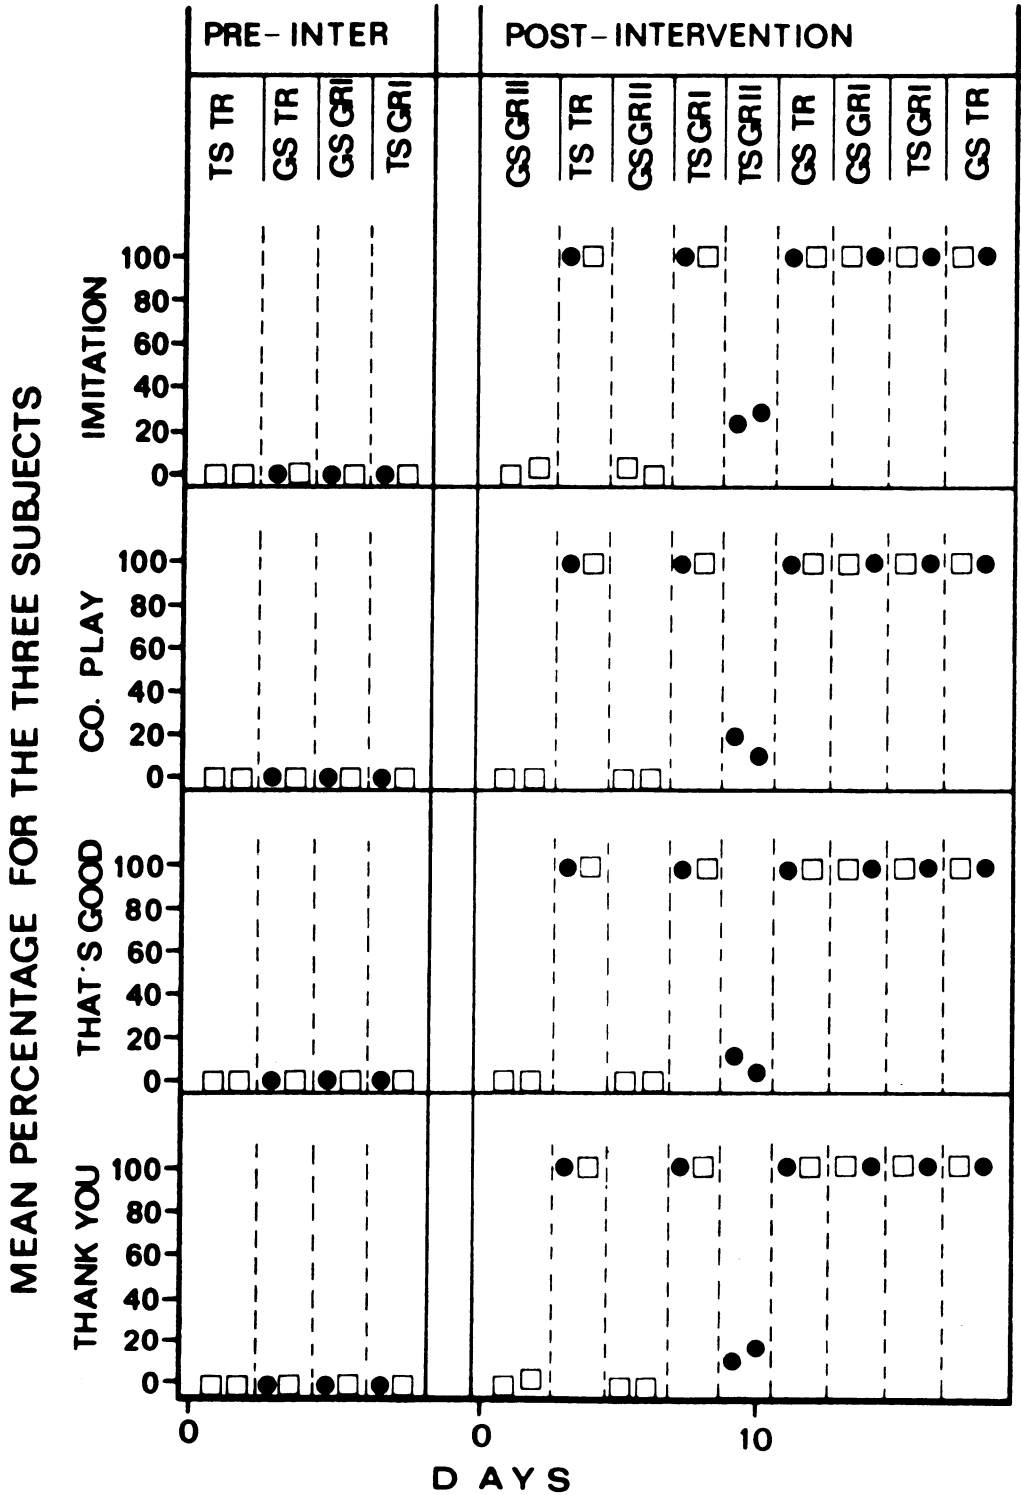 PRE-INTER
POST-INTERVENTION
TS TR
GS TR
GS GRI
TS GRI
GS GRII
TS TR
GS GRII
TS GRI
TS GRII
GS TR
GS GRI
TS GRI
GS TR
MEAN PERCENTAGE FOR THE THREE SUBJECTS
IMITATION
100
80
60
40
20
0
CO. PLAY
100
80
60
40
20
0
THAT'S GOOD
100
80
60
40
20
0
THANK YOU
100
80
60
40
20
0
0
0
10
DAYS